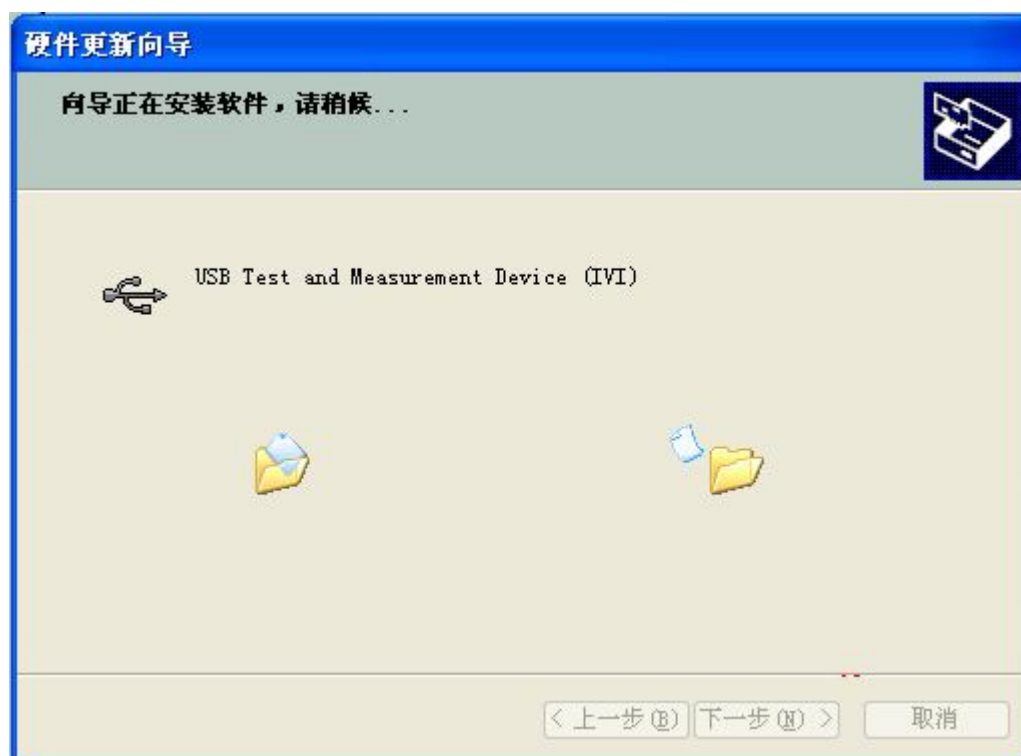 硬件更新向导
向导正在安装软件，请稍候...
USB Test and Measurement Device (IVI)
< 上一步(B) 下一步(N) > 取消